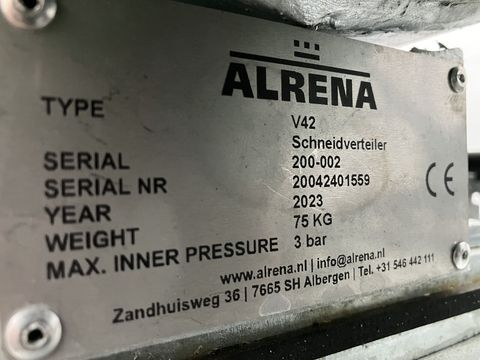 ALRENA
TYPE V42
Schneidverteiler
SERIAL 200-002
SERIAL NR 20042401559
YEAR 2023
WEIGHT 75 KG
MAX. INNER PRESSURE 3 bar
www.alrena.nl | info@alrena.nl
Zandhuisweg 36 | 7665 SH Albergen | Tel. +31 546 442 111
CE